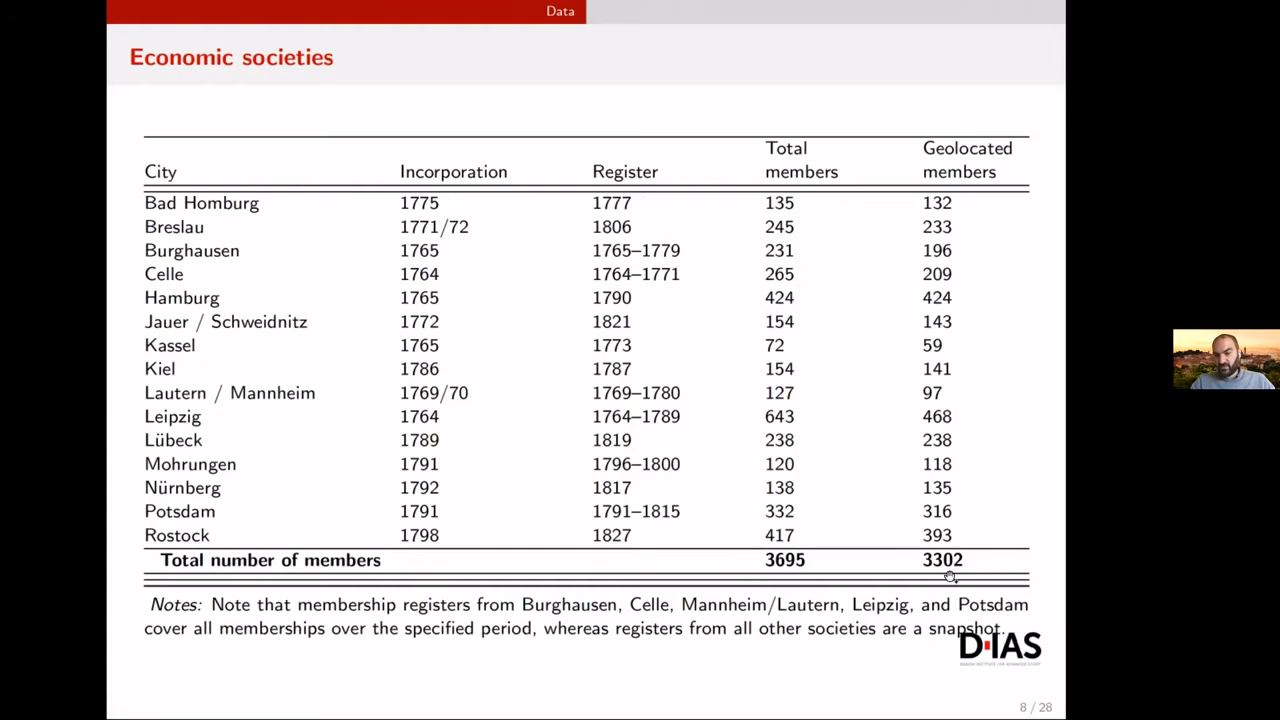 Data
Economic societies
Total Geolocated
City Incorporation Register members members
Bad Homburg 1775 1777 135 132
Breslau 1771/72 1806 245 233
Burghausen 1765 1765–1779 231 196
Celle 1764 1764–1771 265 209
Hamburg 1765 1790 424 424
Jauer / Schweidnitz 1772 1821 154 143
Kassel 1765 1773 72 59
Kiel 1786 1787 154 141
Lautern / Mannheim 1769/70 1769–1780 127 97
Leipzig 1764 1764–1789 643 468
Lübeck 1789 1819 238 238
Mohrungen 1791 1796–1800 120 118
Nürnberg 1792 1817 138 135
Potsdam 1791 1791–1815 332 316
Rostock 1798 1827 417 393
Total number of members 3695 3302
Notes: Note that membership registers from Burghausen, Celle, Mannheim/Lautern, Leipzig, and Potsdam
cover all memberships over the specified period, whereas registers from all other societies are a snapshot.
D·IAS
DANISH INSTITUTE FOR ADVANCED STUDY
8 / 28